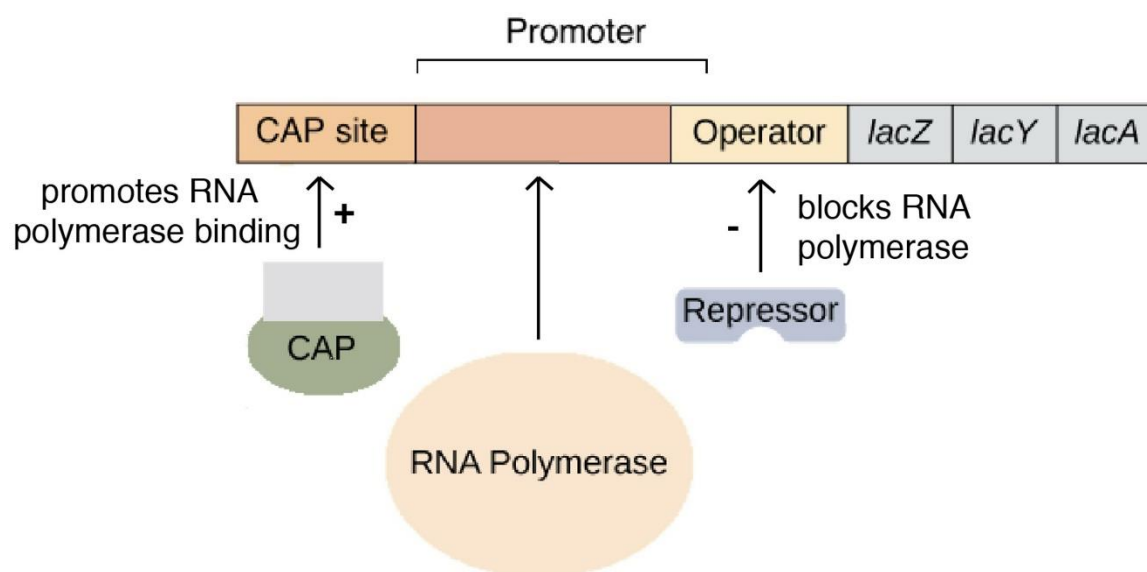 Promoter
CAP site
Operator
lacZ
lacY
lacA
promotes RNA
polymerase binding
+
-
blocks RNA
polymerase
CAP
Repressor
RNA Polymerase